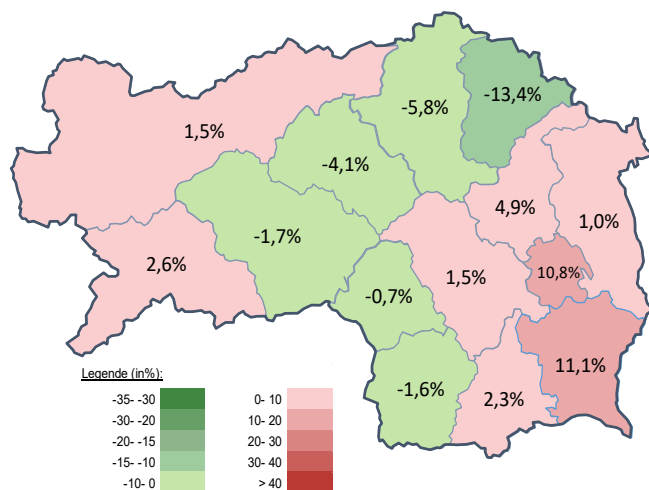 -5,8%
-13,4%
1,5%
-4,1%
4,9%
1,0%
-1,7%
2,6%
1,5%
10,8%
-0,7%
11,1%
-1,6%
2,3%
Legende (in%):
-35- -30 0- 10
-30- -20 10- 20
-20- -15 20- 30
-15- -10 30- 40
-10- 0 > 40